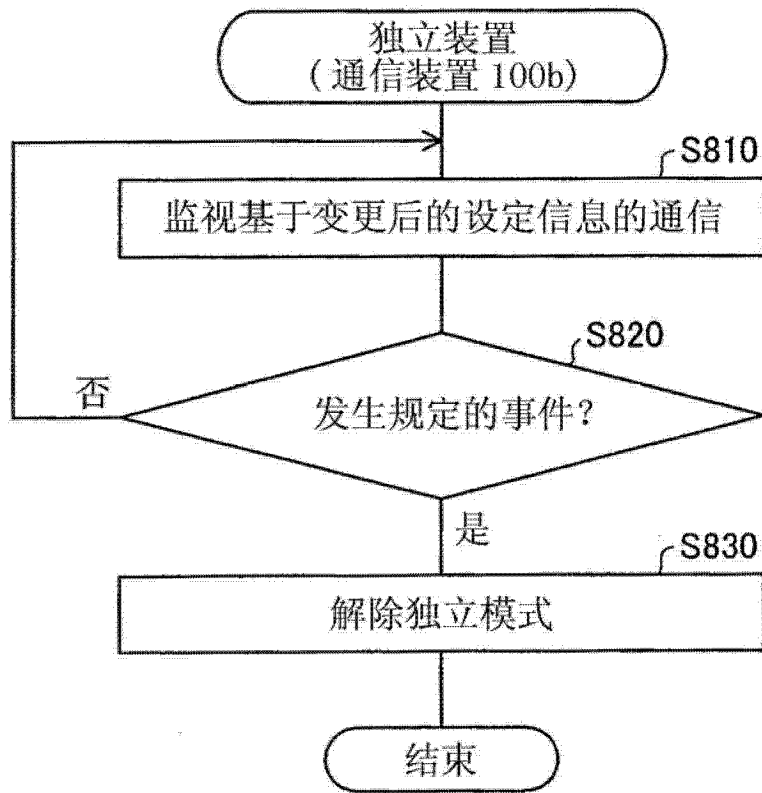 独立装置
(通信装置 100b)
S810
监视基于变更后的设定信息的通信
S820
否
发生规定的事件?
是
S830
解除独立模式
结束